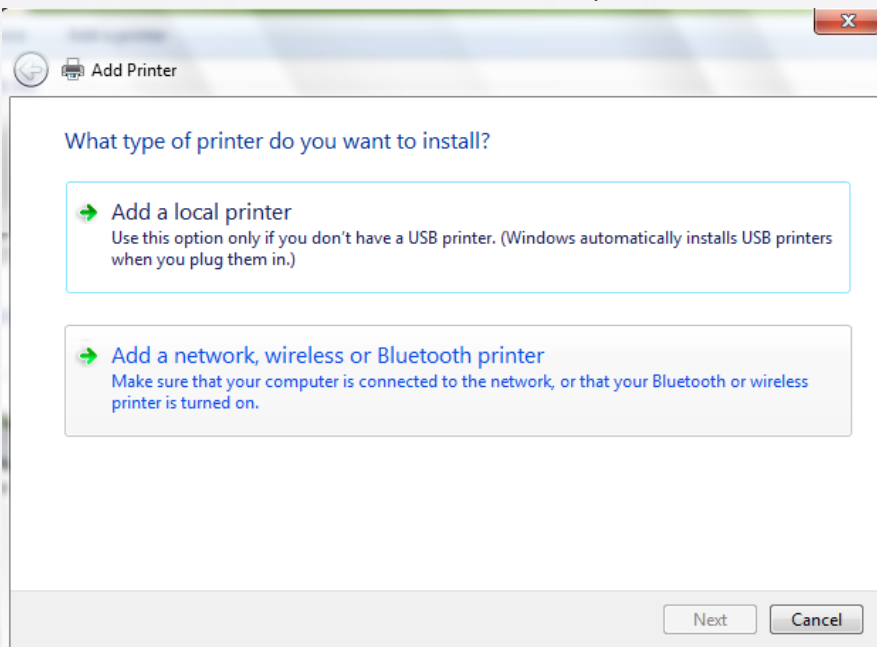 Add Printer
What type of printer do you want to install?
Add a local printer
Use this option only if you don't have a USB printer. (Windows automatically installs USB printers
when you plug them in.)
Add a network, wireless or Bluetooth printer
Make sure that your computer is connected to the network, or that your Bluetooth or wireless
printer is turned on.
Next
Cancel